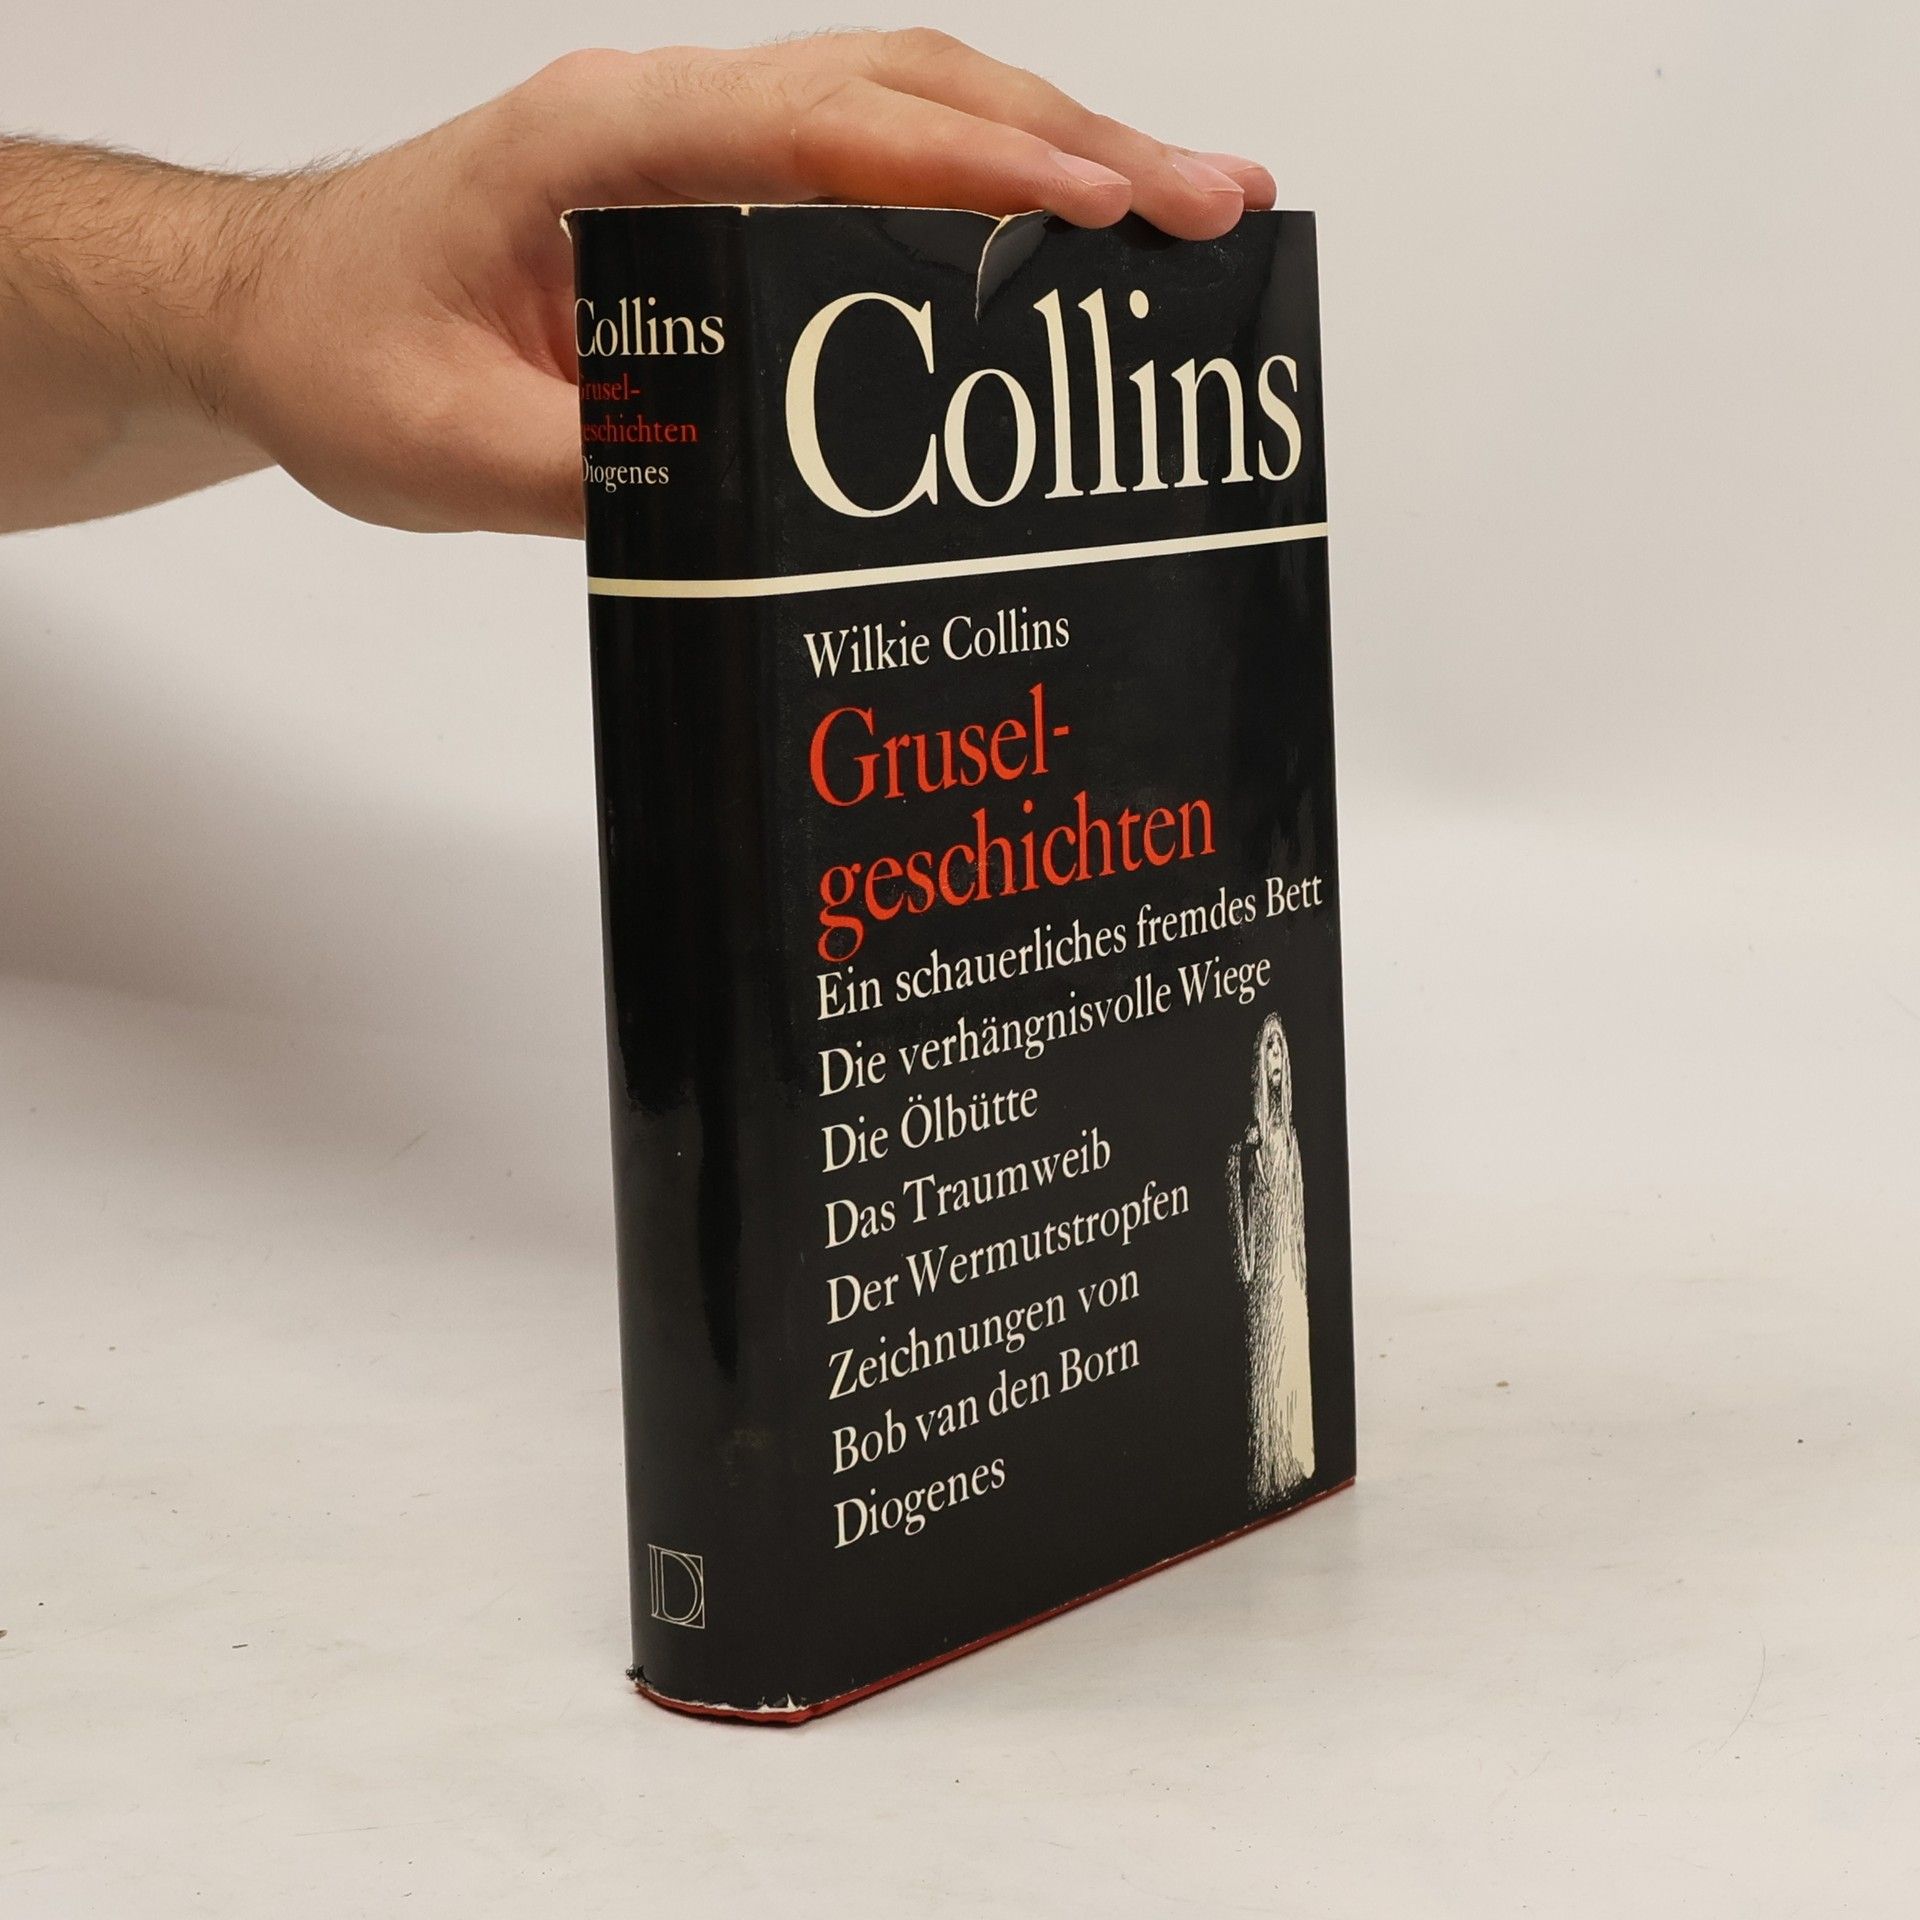 Collins
Grusel-
geschichten
Diogenes
D
Collins
Wilkie Collins
Grusel-
geschichten
Ein schauerliches fremdes Bett
Die verhängnisvolle Wiege
Die Ölbütte
Das Traumweib
Der Wermutstropfen
Zeichnungen von
Bob van den Born
Diogenes